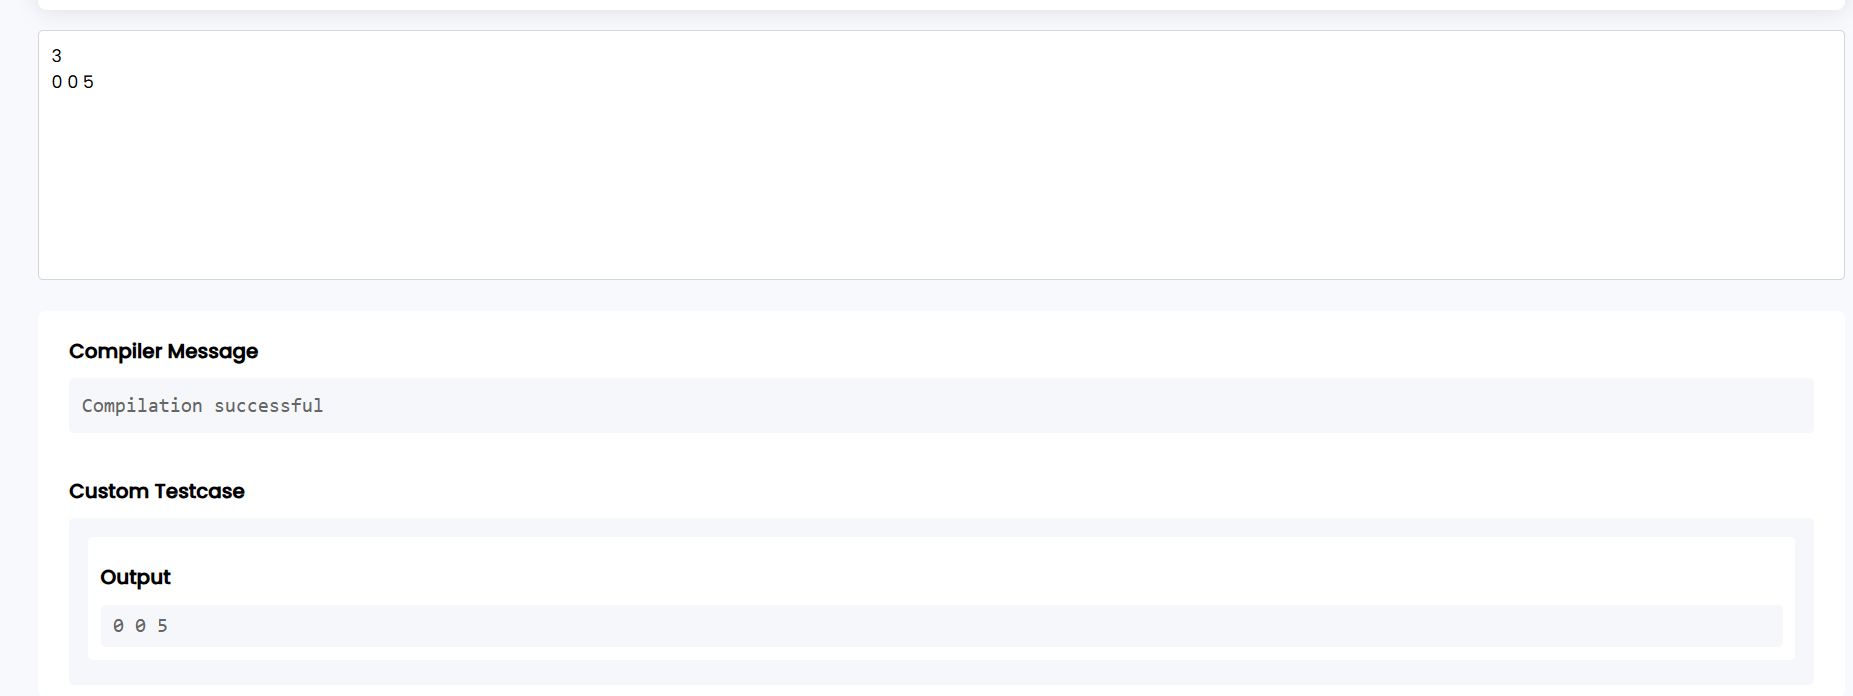 3
0 0 5
Compiler Message
Compilation successful
Custom Testcase
Output
0 0 5